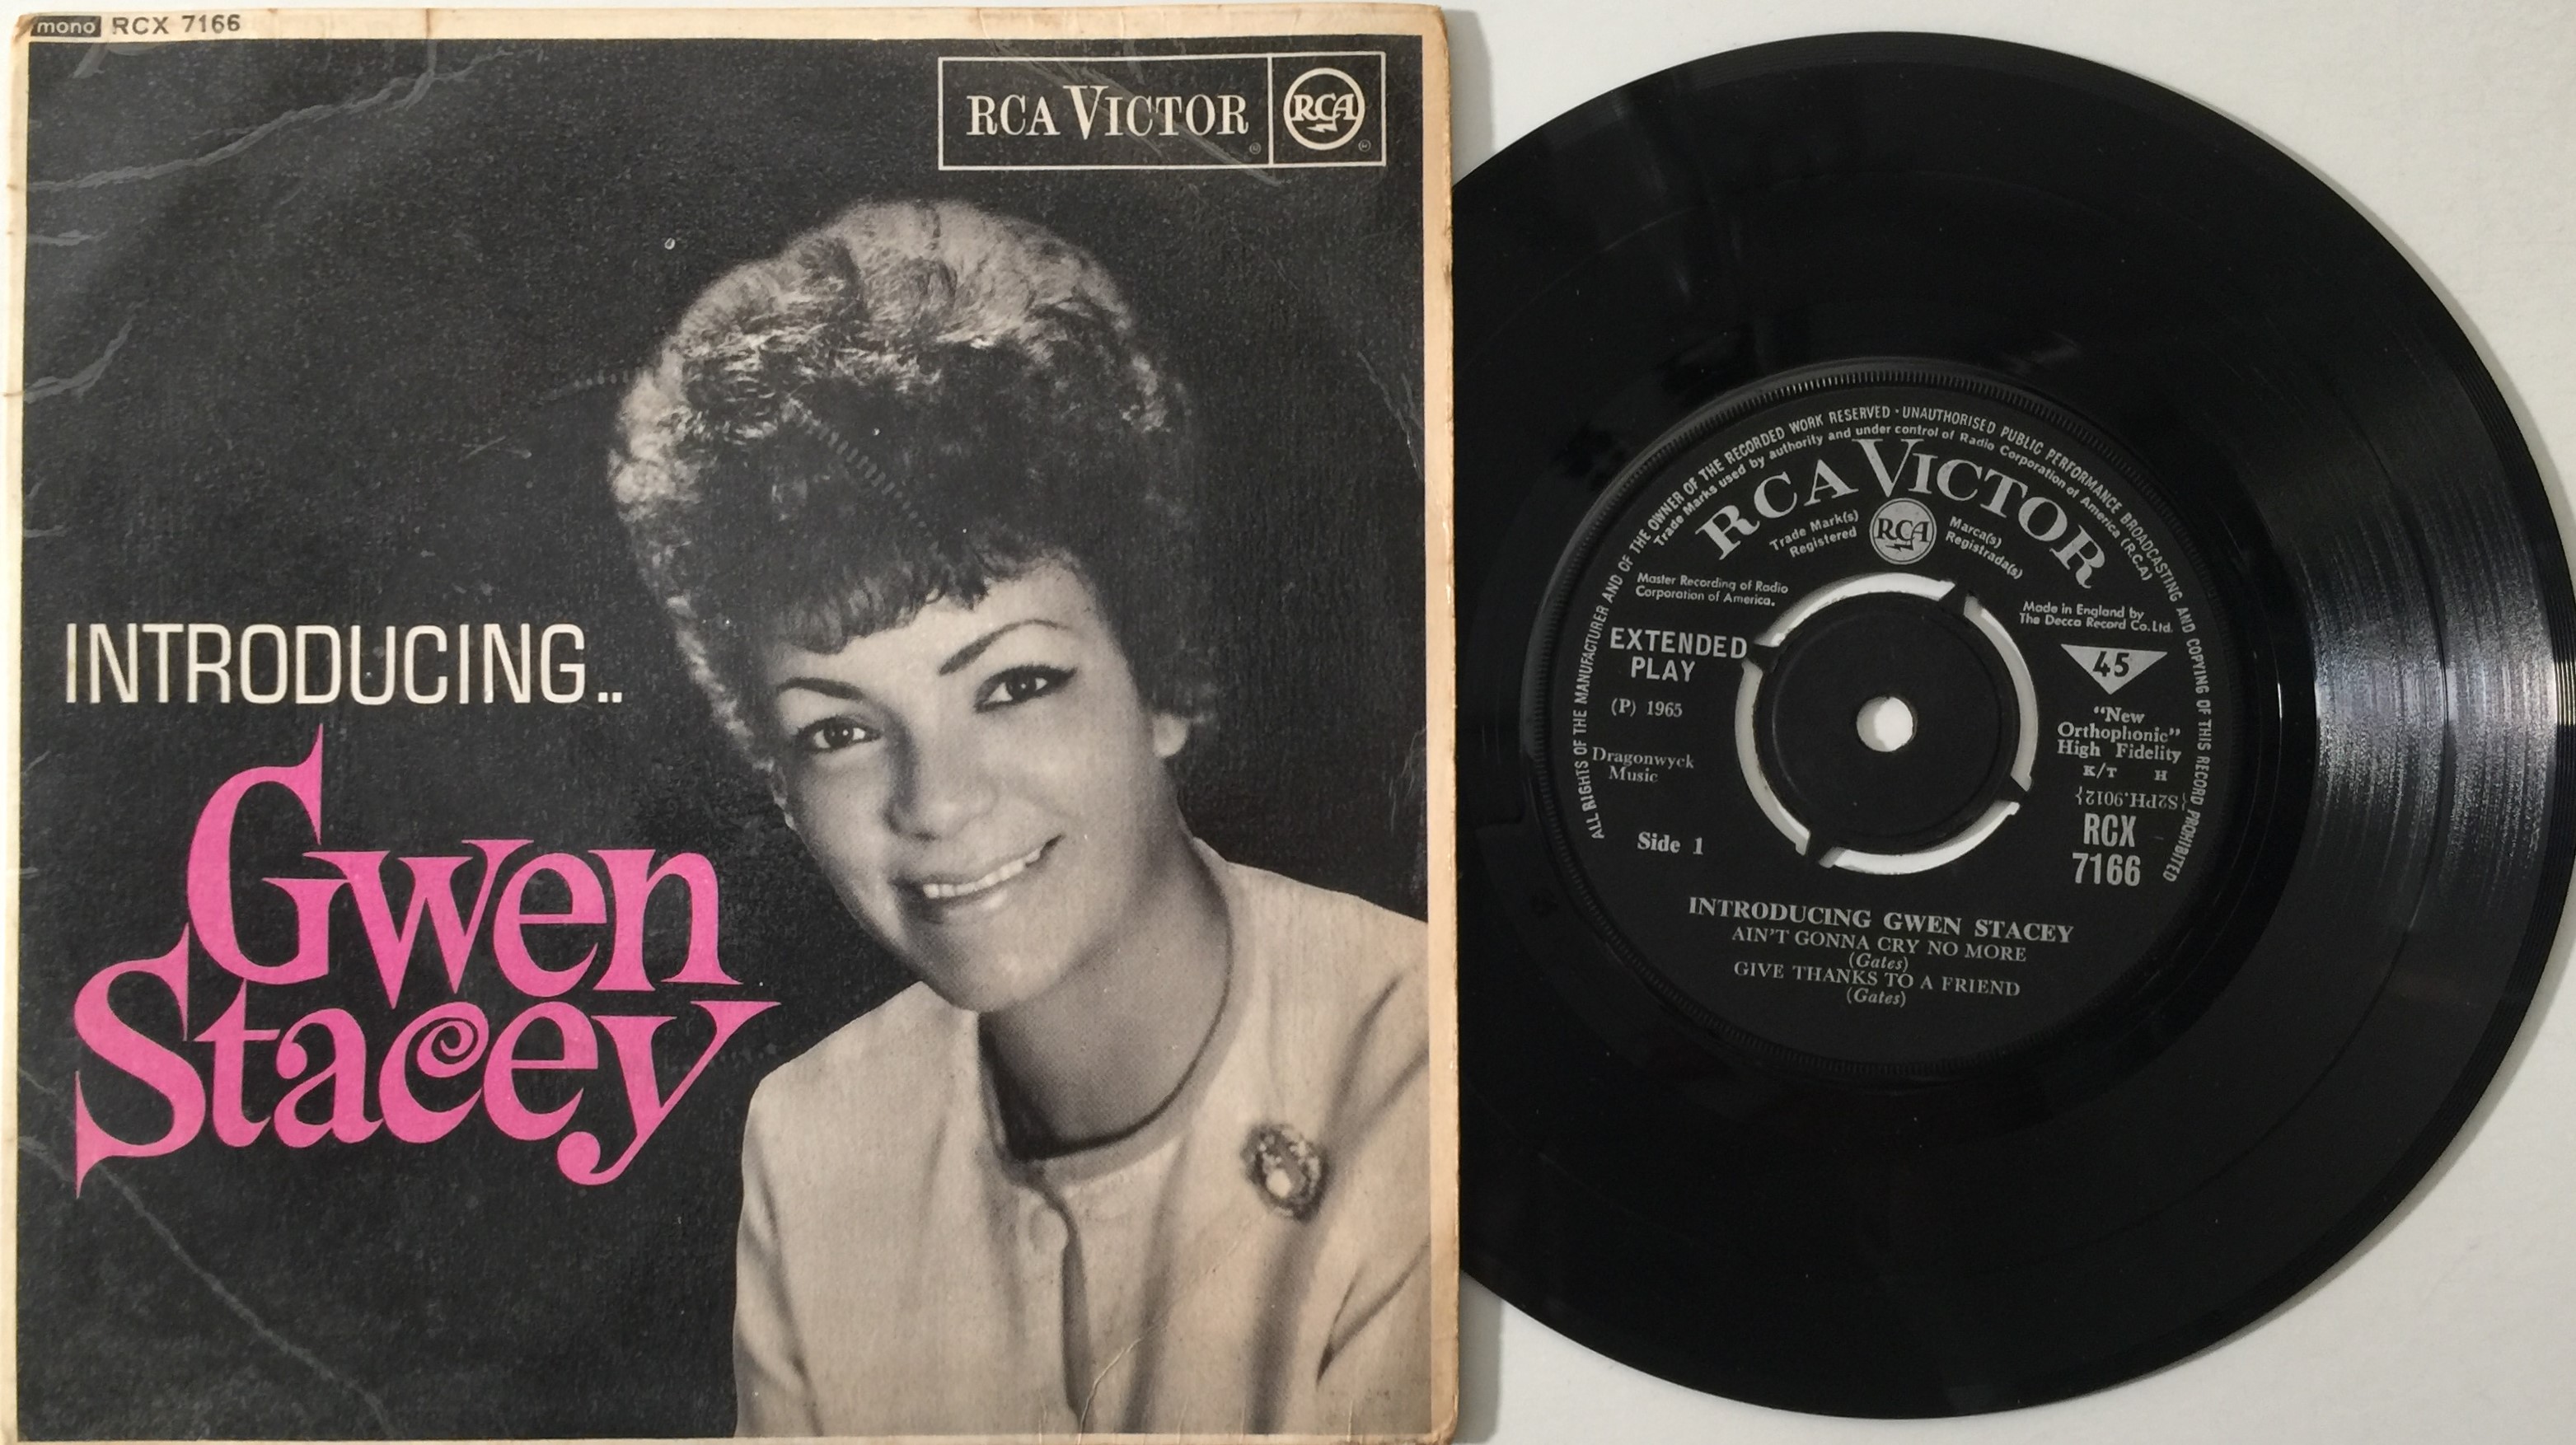 mono RCX 7166
RCA VICTOR RCA
INTRODUCING..
Gwen
Stacey
ALL RIGHTS OF THE MANUFACTURER AND OF THE OWNER OF THE RECORDED WORK RESERVED · UNAUTHORISED PUBLIC PERFORMANCE BROADCASTING AND COPYING OF THIS RECORD PROHIBITED
Trade Marks used by authority and under control of Radio Corporation of America (R.C.A)
RCA VICTOR
Trade Mark(s)
Registered
RCA
Marca(s)
Registrada(s)
Master Recording of Radio
Corporation of America.
Made in England by
The Decca Record Co. Ltd.
EXTENDED
PLAY
45
(P) 1965
"New
Orthophonic"
High Fidelity
Dragonwyck
Music
K/T H
{S2PH.9012}
Side 1
RCX
7166
INTRODUCING GWEN STACEY
AIN'T GONNA CRY NO MORE
(Gates)
GIVE THANKS TO A FRIEND
(Gates)